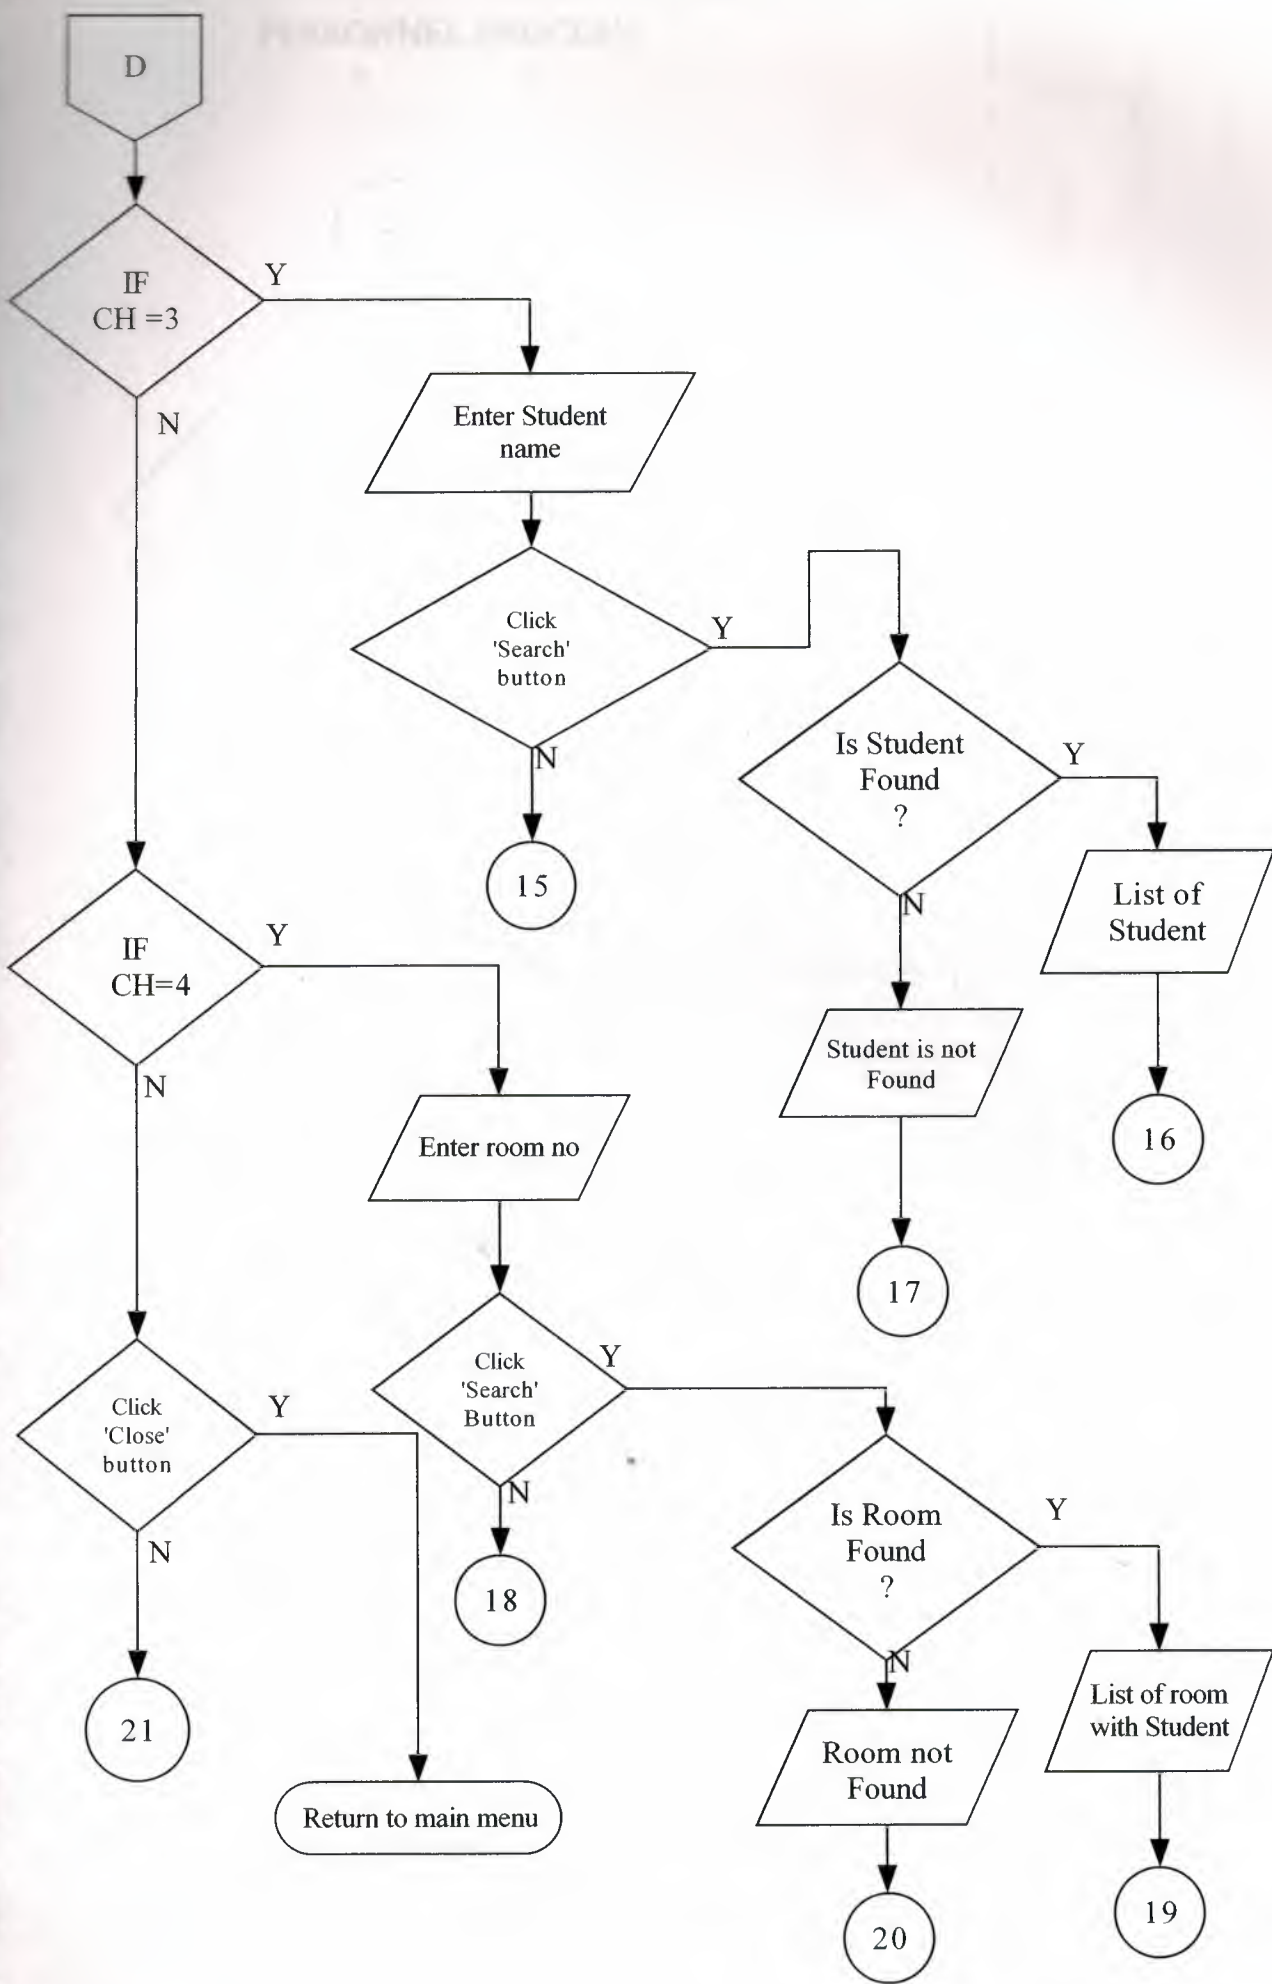 D
IF
CH =3
Y
N
Enter Student
name
Click
'Search'
button
Y
N
15
Is Student
Found
?
Y
N
List of
Student
16
Student is not
Found
17
IF
CH=4
Y
N
Enter room no
Click
'Search'
Button
Y
N
18
Is Room
Found
?
Y
N
List of room
with Student
19
Room not
Found
20
Click
'Close'
button
Y
N
21
Return to main menu